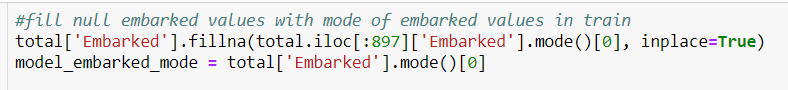 #fill null embarked values with mode of embarked values in train
total['Embarked'].fillna(total.iloc[:897]['Embarked'].mode()[0], inplace=True)
model_embarked_mode = total['Embarked'].mode()[0]